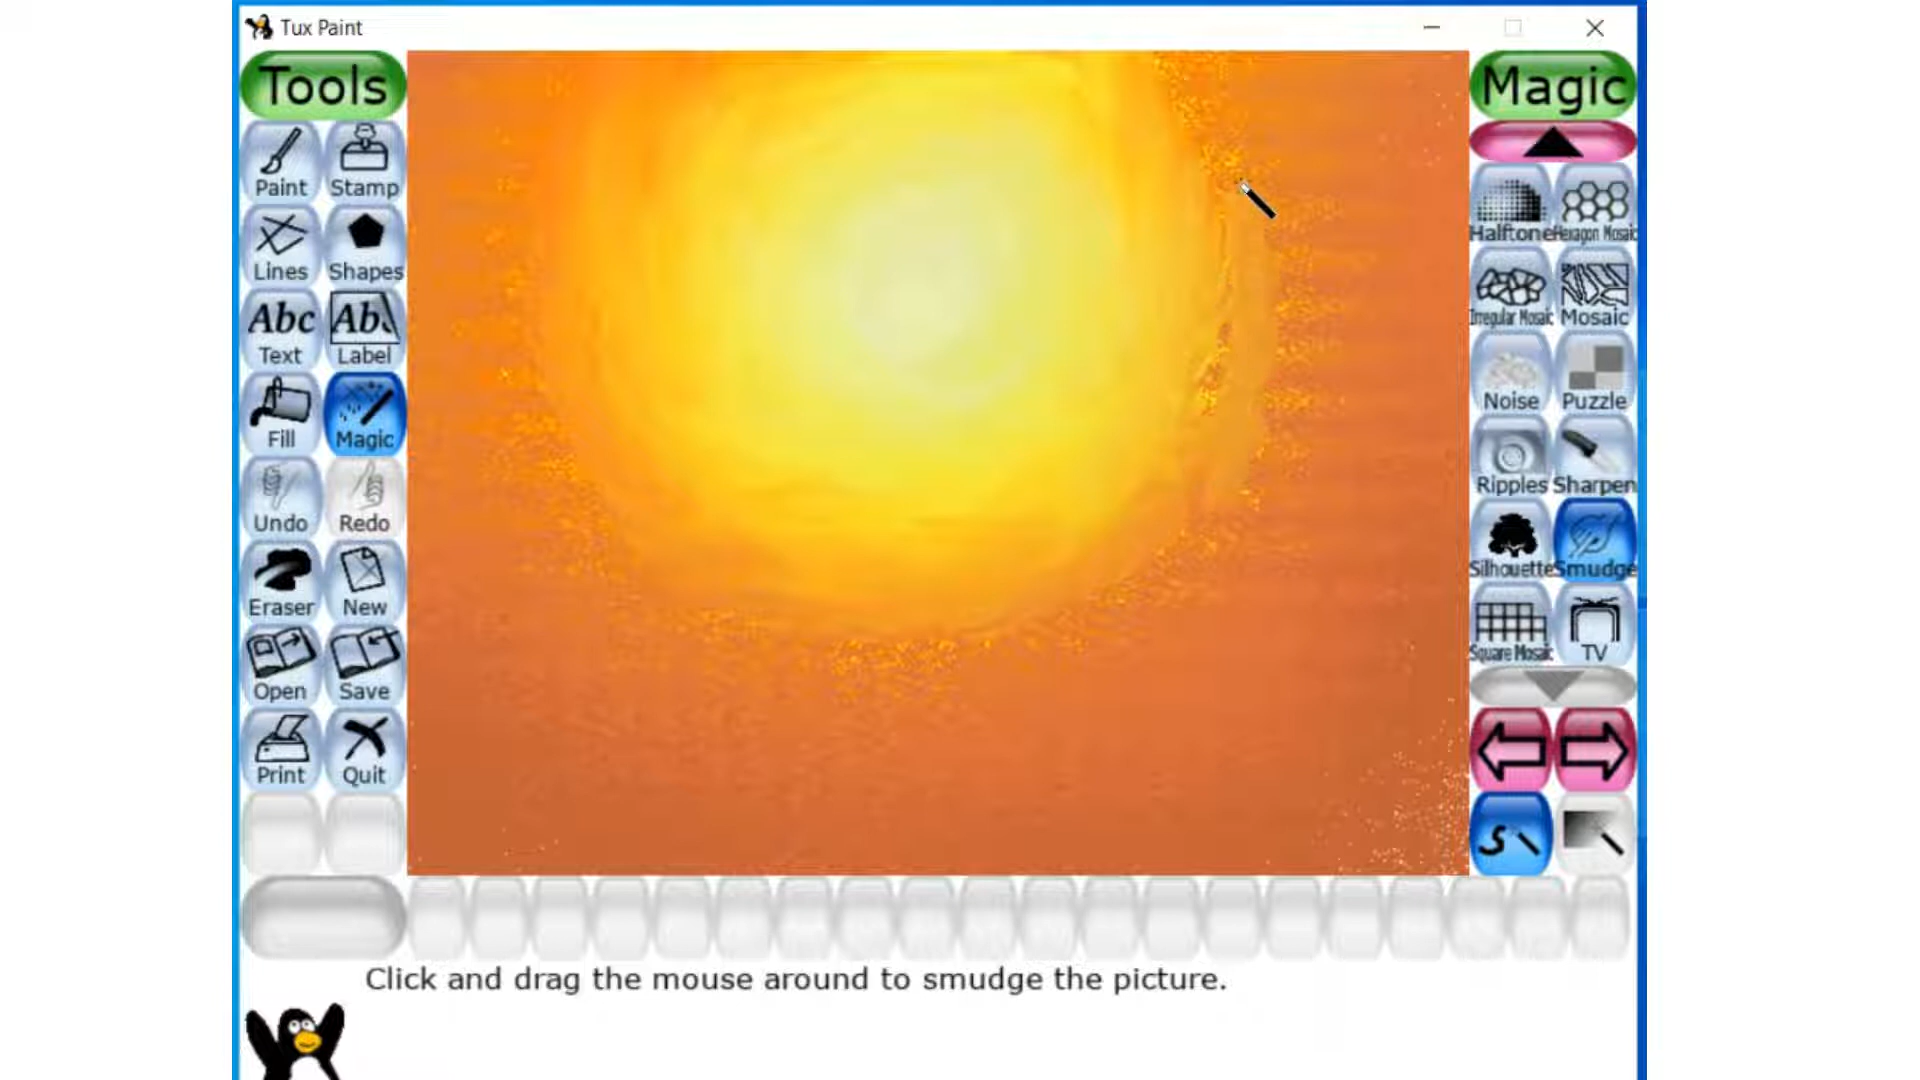 Tux Paint
Tools
Magic
Paint
Stamp
Lines
Shapes
Abc
Text
Abc
Label
Fill
Magic
Undo
Redo
Eraser
New
Open
Save
Print
Quit
Halftone
Hexagon Mosaic
Irregular Mosaic
Mosaic
Noise
Puzzle
Ripples
Sharpen
Silhouette
Smudge
Square Mosaic
TV
Click and drag the mouse around to smudge the picture.